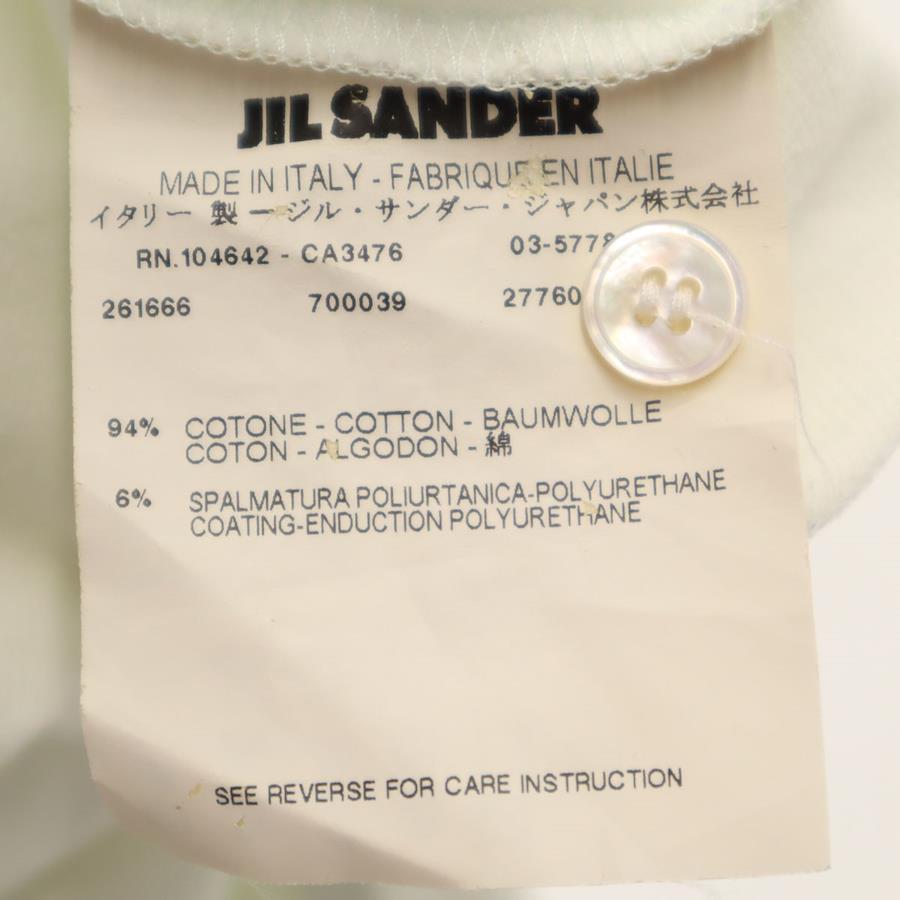 JIL SANDER
MADE IN ITALY - FABRIQUE EN ITALIE
イタリー 製 ー ジル・サンダー・ジャパン株式会社
RN.104642 - CA3476 03-5778
261666 700039 27760
94% COTONE - COTTON - BAUMWOLLE
COTON - ALGODON - 綿
6% SPALMATURA POLIURTANICA-POLYURETHANE
COATING-ENDUCTION POLYURETHANE
SEE REVERSE FOR CARE INSTRUCTION